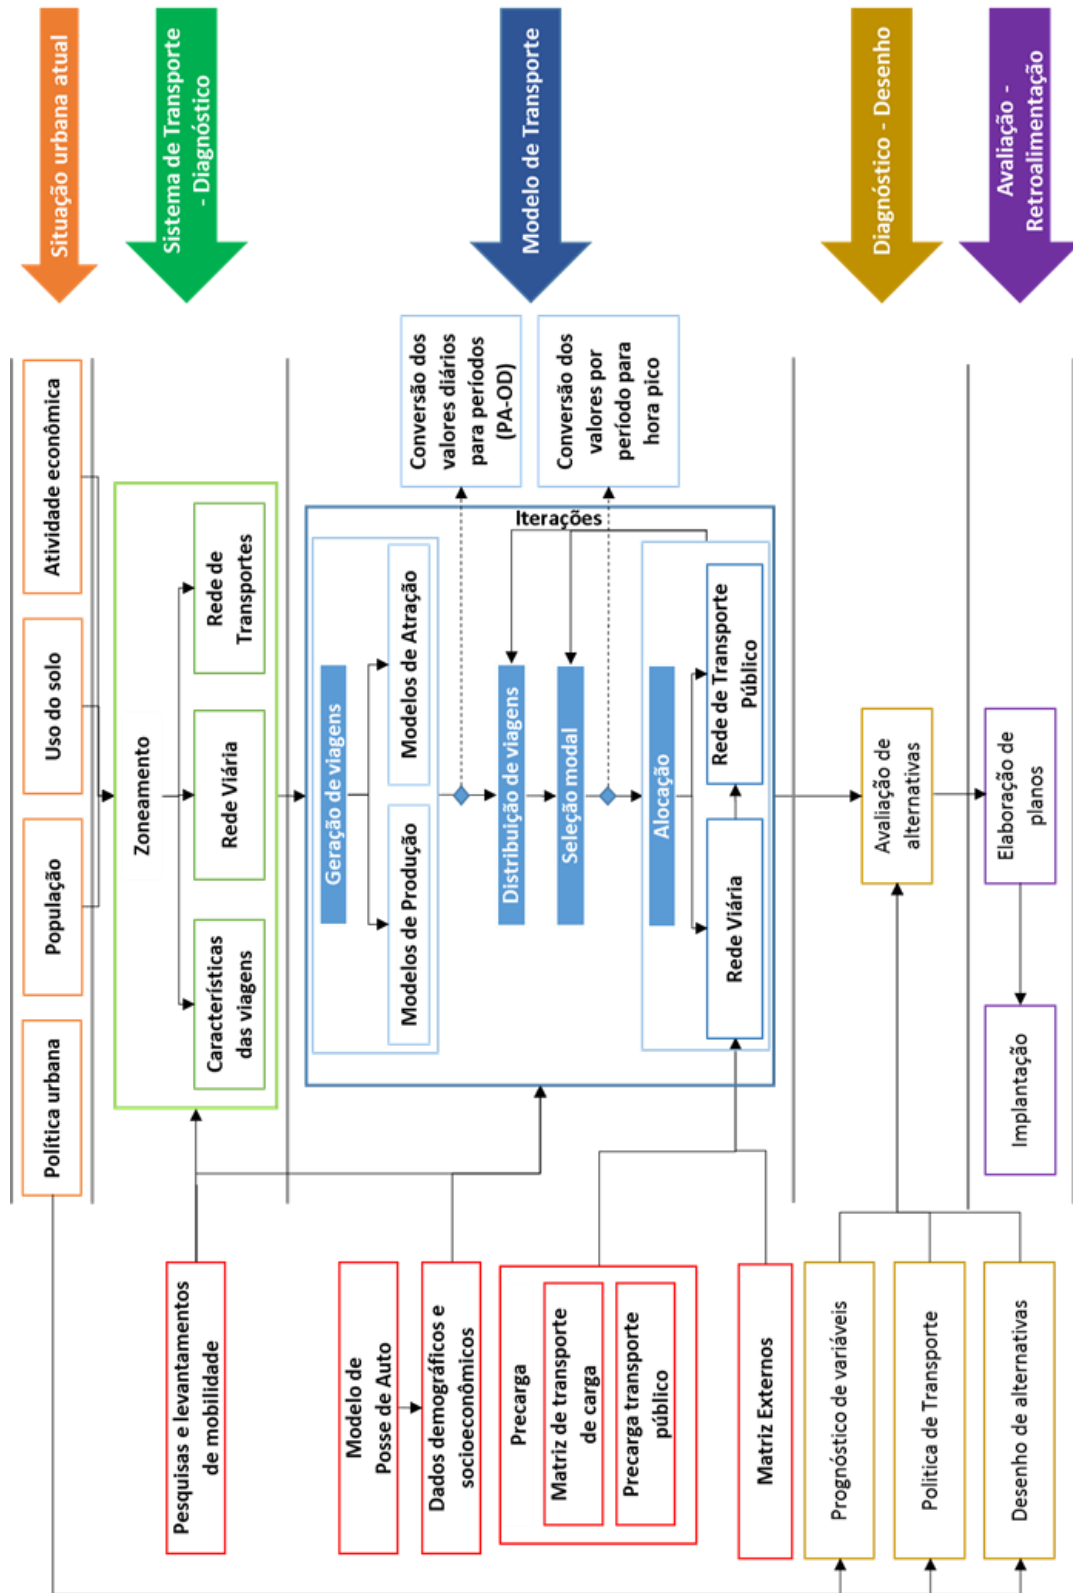 Política urbana
População
Uso do solo
Atividade econômica
Situação urbana atual
Pesquisas e levantamentos
de mobilidade
Zoneamento
Características
das viagens
Rede Viária
Rede de
Transportes
Sistema de Transporte
- Diagnóstico
Modelo de
Posse de Auto
Dados demográficos e
socioeconômicos
Precarga
Matriz de transporte
de carga
Precarga transporte
público
Matriz Externos
Geração de viagens
Modelos de Produção
Modelos de Atração
Distribuição de viagens
Seleção modal
Alocação
Rede Viária
Rede de Transporte
Público
Iterações
Conversão dos
valores diários
para períodos
(PA-OD)
Conversão dos
valores por
período para
hora pico
Modelo de Transporte
Prognóstico de variáveis
Politica de Transporte
Desenho de alternativas
Avaliação de
alternativas
Diagnóstico - Desenho
Implantação
Elaboração de
planos
Avaliação -
Retroalimentação